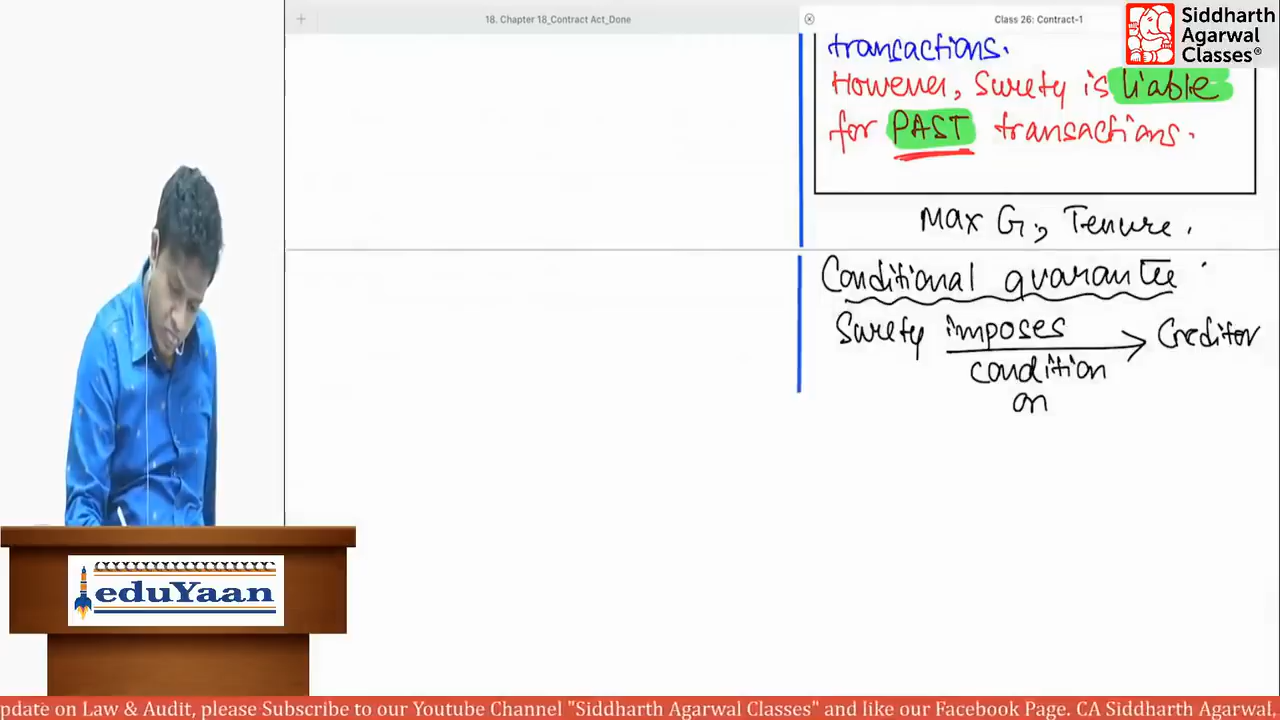 18. Chapter 18_Contract Act_Done
Class 26: Contract-1
Siddharth
Agarwal
Classes®
transactions.
However, Surety is liable
for PAST transactions.
Max G, Tenure.
Conditional guarantee
Surety imposes Creditor
condition
on
eduYaan
pdate on Law & Audit, please Subscribe to our Youtube Channel "Siddharth Agarwal Classes" and like our Facebook Page. CA Siddharth Agarwal.